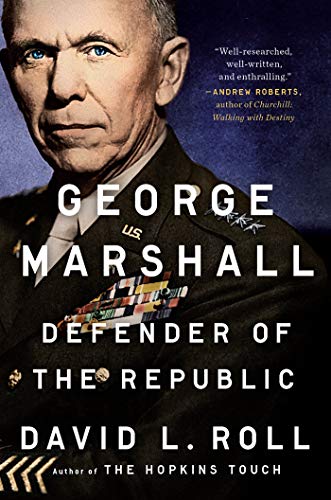 “Well-researched,
well-written,
and enthralling.”
—ANDREW ROBERTS,
author of Churchill:
Walking with Destiny
GEORGE
U.S.
MARSHALL
DEFENDER OF
THE REPUBLIC
DAVID L. ROLL
Author of THE HOPKINS TOUCH